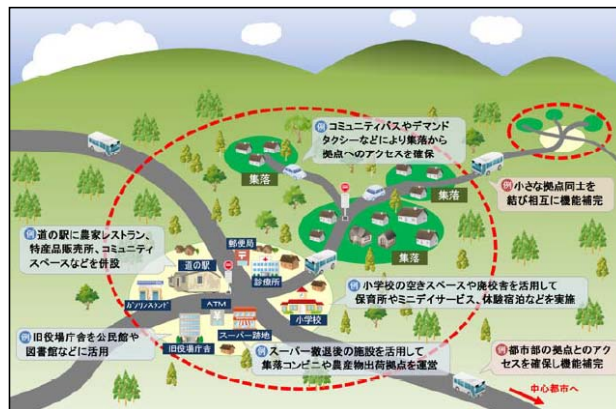 例 コミュニティバスやデマンド
タクシーなどにより集落から
拠点へのアクセスを確保
集落
集落
集落
例 小さな拠点同士を
結び相互に機能補完
例 道の駅に農家レストラン、
特産品販売所、コミュニティ
スペースなどを併設
郵便局
道の駅
診療所
ガソリンスタンド
ATM
小学校
例 小学校の空きスペースや廃校舎を活用して
保育所やミニデイサービス、体験宿泊などを実施
旧役場庁舎
スーパー跡地
例 旧役場庁舎を公民館や
図書館などに活用
例 スーパー撤退後の施設を活用して
集落コンビニや農産物出荷拠点を運営
例 都市部の拠点とのアク
セスを確保し機能補完
中心都市へ